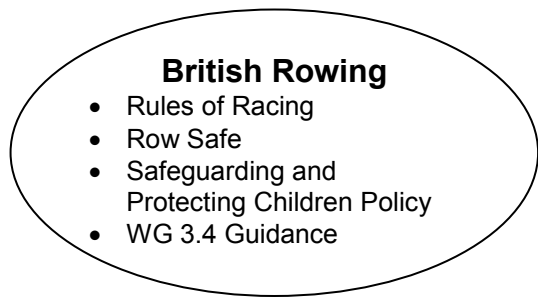 British Rowing
• Rules of Racing
• Row Safe
• Safeguarding and
Protecting Children Policy
• WG 3.4 Guidance